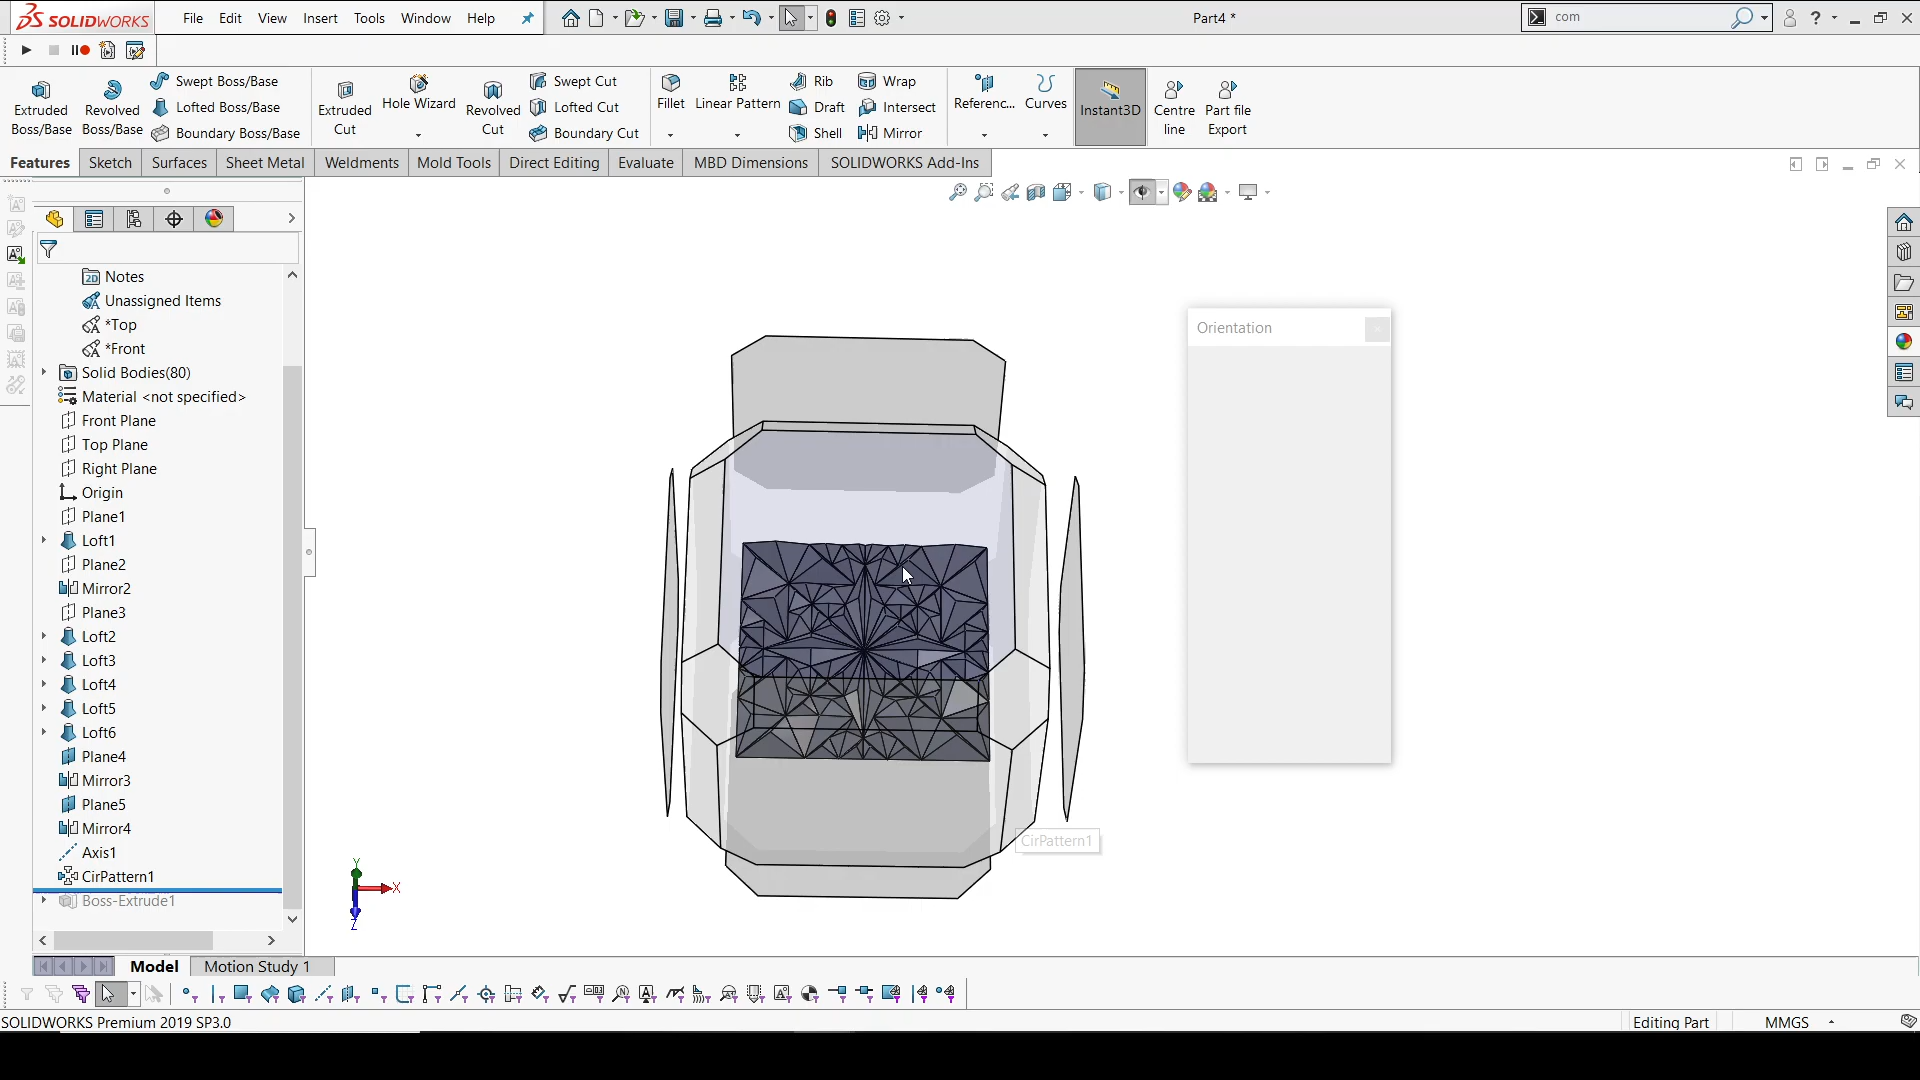 SOLIDWORKS
File Edit View Insert Tools Window Help
Part4 *
com
Extruded Boss/Base
Revolved Boss/Base
Swept Boss/Base
Lofted Boss/Base
Boundary Boss/Base
Extruded Cut
Hole Wizard
Revolved Cut
Swept Cut
Lofted Cut
Boundary Cut
Fillet
Linear Pattern
Rib
Draft
Shell
Wrap
Intersect
Mirror
Referenc...
Curves
Instant3D
Centre line
Part file Export
Features Sketch Surfaces Sheet Metal Weldments Mold Tools Direct Editing Evaluate MBD Dimensions SOLIDWORKS Add-Ins
Notes
Unassigned Items
*Top
*Front
Solid Bodies(80)
Material <not specified>
Front Plane
Top Plane
Right Plane
Origin
Plane1
Loft1
Plane2
Mirror2
Plane3
Loft2
Loft3
Loft4
Loft5
Loft6
Plane4
Mirror3
Plane5
Mirror4
Axis1
CirPattern1
Boss-Extrude1
Orientation
CirPattern1
Y
X
Z
Model Motion Study 1
SOLIDWORKS Premium 2019 SP3.0
Editing Part MMGS